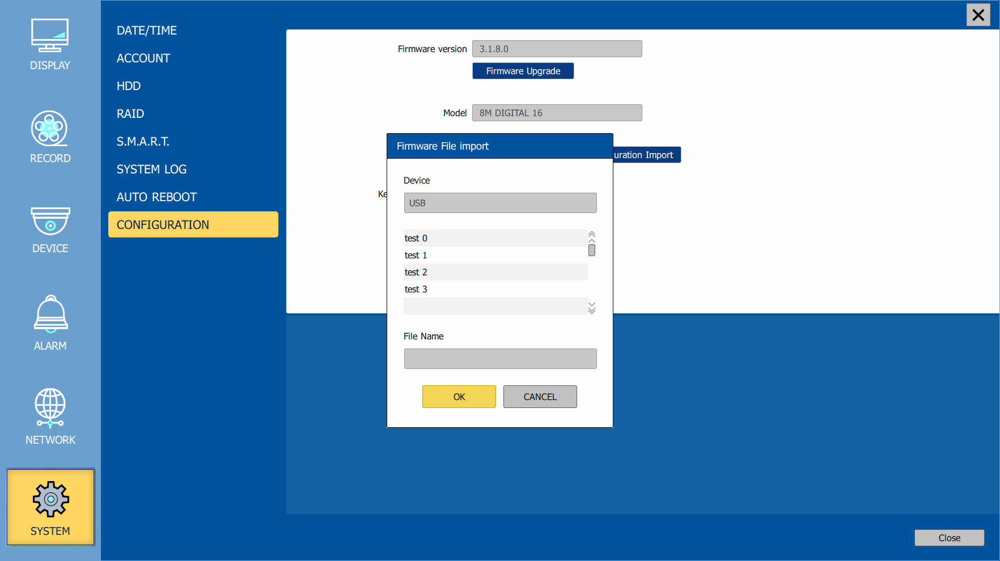 DISPLAY
RECORD
DEVICE
ALARM
NETWORK
SYSTEM
DATE/TIME
ACCOUNT
HDD
RAID
S.M.A.R.T.
SYSTEM LOG
AUTO REBOOT
CONFIGURATION
Firmware version 3.1.8.0
Firmware Upgrade
Model 8M DIGITAL 16
uration Import
Ke
Firmware File import
Device
USB
test 0
test 1
test 2
test 3
File Name
OK CANCEL
Close